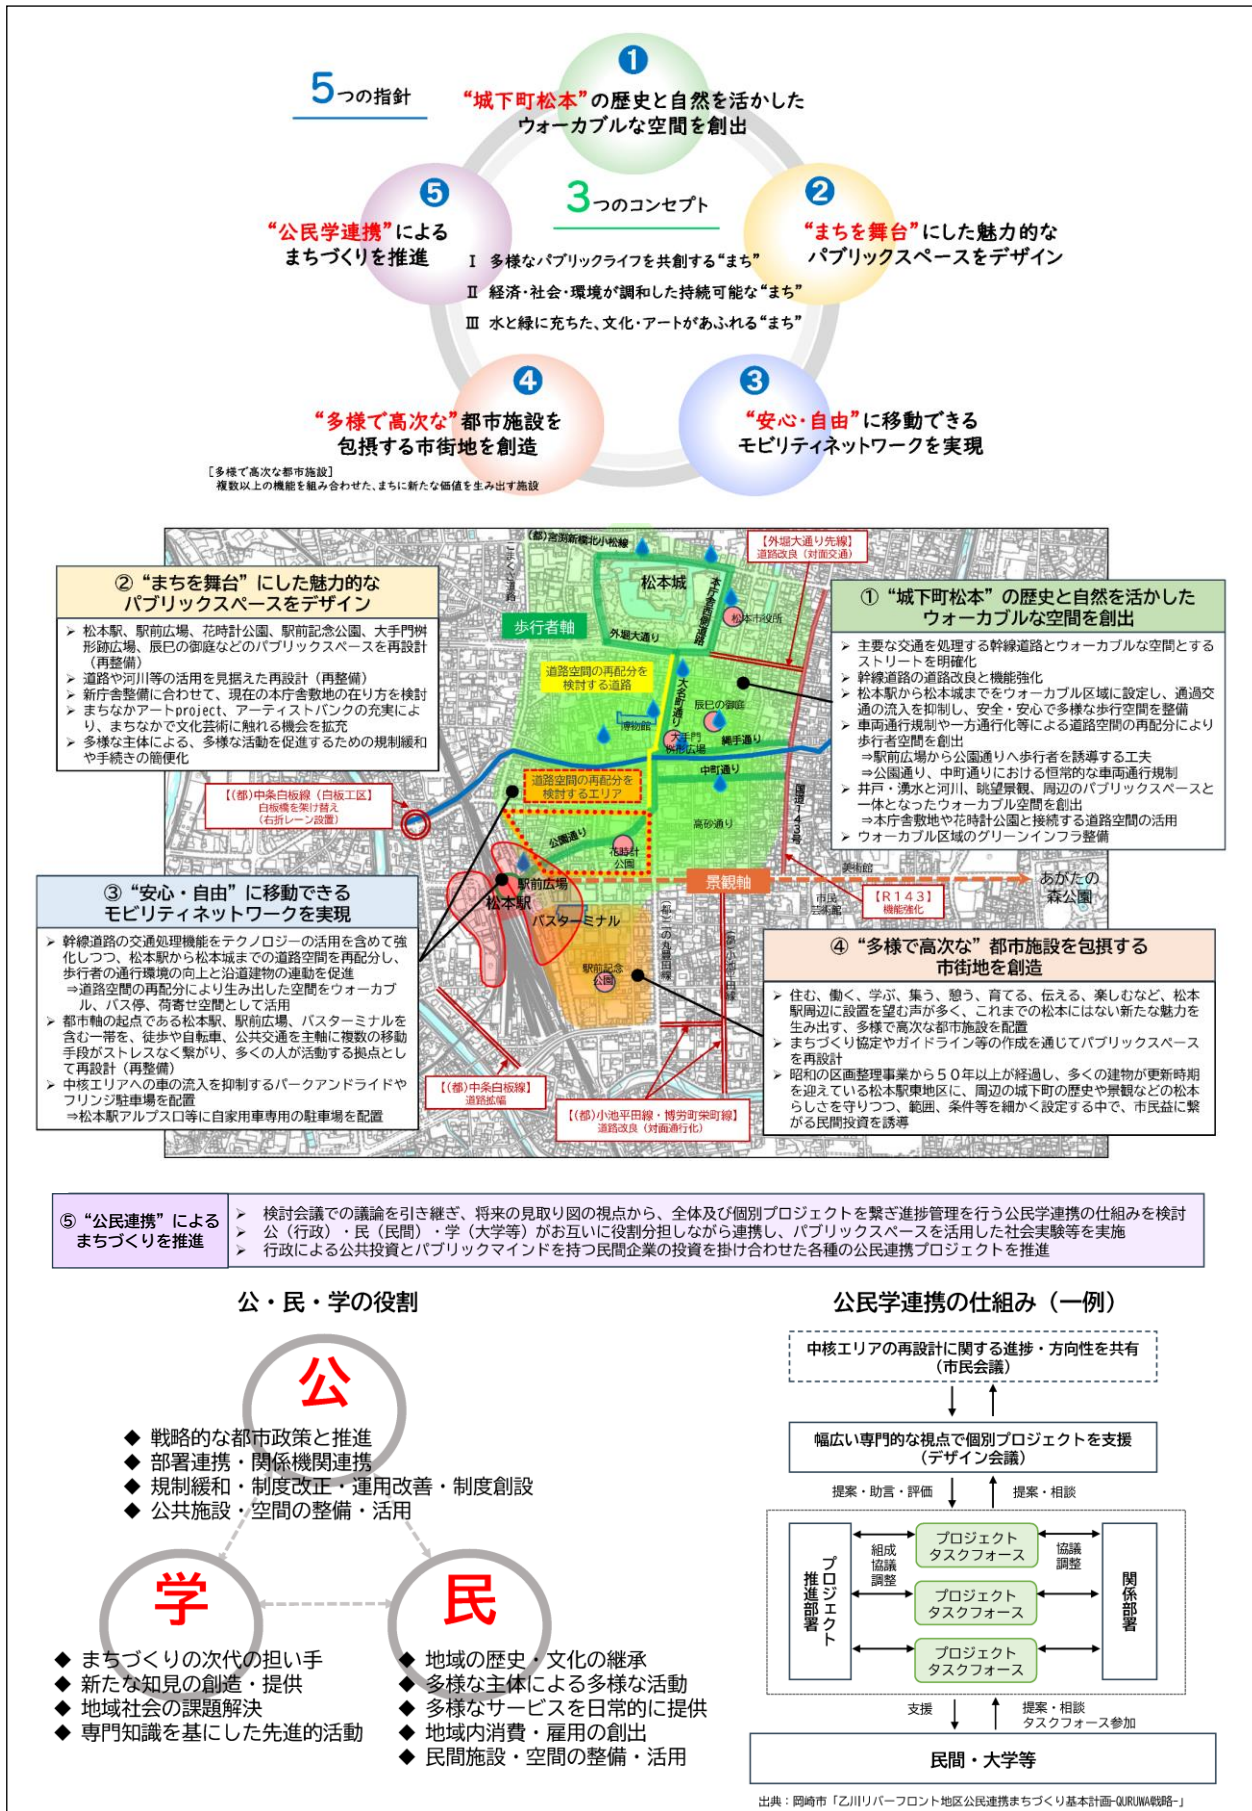 5つの指針
❶
“城下町松本”の歴史と自然を活かした
ウォーカブルな空間を創出
❷
“まちを舞台”にした魅力的な
パブリックスペースをデザイン
❸
“安心・自由”に移動できる
モビリティネットワークを実現
❹
“多様で高次な”都市施設を
包摂する市街地を創造
［多様で高次な都市施設］
複数以上の機能を組み合わせた、まちに新たな価値を生み出す施設
❺
“公民学連携”による
まちづくりを推進
3つのコンセプト
Ⅰ 多様なパブリックライフを共創する“まち”
Ⅱ 経済・社会・環境が調和した持続可能な“まち”
Ⅲ 水と緑に充ちた、文化・アートがあふれる“まち”
② “まちを舞台” にした魅力的な
パブリックスペースをデザイン
➢ 松本駅、駅前広場、花時計公園、駅前記念公園、大手門桝
形跡広場、辰巳の御庭などのパブリックスペースを再設計
（再整備）
➢ 道路や河川等の活用を見据えた再設計（再整備）
➢ 新庁舎整備に合わせて、現在の本庁舎敷地の在り方を検討
➢ まちなかアートproject、アーティストバンクの充実によ
り、まちなかで文化芸術に触れる機会を拡充
➢ 多様な主体による、多様な活動を促進するための規制緩和
や手続きの簡便化
① “城下町松本” の歴史と自然を活かした
ウォーカブルな空間を創出
➢ 主要な交通を処理する幹線道路とウォーカブルな空間とする
ストリートを明確化
➢ 幹線道路の道路改良と機能強化
➢ 松本駅から松本城までをウォーカブル区域に設定し、通過交
通の流入を抑制し、安全・安心で多様な歩行空間を整備
➢ 車両通行規制や一方通行化等による道路空間の再配分により
歩行者空間を創出
⇒駅前広場から公園通りへ歩行者を誘導する工夫
⇒公園通り、中町通りにおける恒常的な車両通行規制
➢ 井戸・湧水と河川、眺望景観、周辺のパブリックスペースと
一体となったウォーカブル空間を創出
⇒本庁舎敷地や花時計公園と接続する道路空間の活用
➢ ウォーカブル区域のグリーンインフラ整備
③ “安心・自由” に移動できる
モビリティネットワークを実現
➢ 幹線道路の交通処理機能をテクノロジーの活用を含めて強
化しつつ、松本駅から松本城までの道路空間を再配分し、
歩行者の通行環境の向上と沿道建物の連動を促進
⇒道路空間の再配分により生み出した空間をウォーカブ
ル、バス停、荷寄せ空間として活用
➢ 都市軸の起点である松本駅、駅前広場、バスターミナルを
含む一帯を、徒歩や自転車、公共交通を主軸に複数の移動
手段がストレスなく繋がり、多くの人が活動する拠点とし
て再設計（再整備）
➢ 中核エリアへの車の流入を抑制するパークアンドライドや
フリンジ駐車場を配置
⇒松本駅アルプス口等に自家用車専用の駐車場を配置
④ “多様で高次な” 都市施設を包摂する
市街地を創造
➢ 住む、働く、学ぶ、集う、憩う、育てる、伝える、楽しむなど、松本
駅周辺に設置を望む声が多く、これまでの松本にはない新たな魅力を
生み出す、多様で高次な都市施設を配置
➢ まちづくり協定やガイドライン等の作成を通じてパブリックスペース
を再設計
➢ 昭和の区画整理事業から５０年以上が経過し、多くの建物が更新時期
を迎えている松本駅東地区に、周辺の城下町の歴史や景観などの松本
らしさを守りつつ、範囲、条件等を細かく設定する中で、市民益に繋
がる民間投資を誘導
(都)宮渕新橋北小松線
こまくさ道路
松本城
本庁舎西側道路
松本市役所
外堀大通り
【外堀大通り先線】
道路改良（対面交通）
歩行者軸
道路空間の再配分を
検討する道路
大名町通り
辰巳の御庭
博物館
大手門
桝形広場
縄手通り
中町通り
道路空間の再配分を
検討するエリア
【(都)中条白板線（白板工区）】
白板橋を架け替え
（右折レーン設置）
公園通り
花時計
公園
高砂通り
国道143号
美術館
駅前広場
松本駅
景観軸
あがたの
森公園
市民
芸術館
【Ｒ１４３】
機能強化
バスターミナル
駅前記念
公園
(都)二の丸豊田線
(都)小池平田線
【(都)中条白板線】
道路拡幅
【(都)小池平田線・博労町栄町線】
道路改良（対面通行化）
⑤ “公民連携” による
まちづくりを推進
➢ 検討会議での議論を引き継ぎ、将来の見取り図の視点から、全体及び個別プロジェクトを繋ぎ進捗管理を行う公民学連携の仕組みを検討
➢ 公（行政）・民（民間）・学（大学等）がお互いに役割分担しながら連携し、パブリックスペースを活用した社会実験等を実施
➢ 行政による公共投資とパブリックマインドを持つ民間企業の投資を掛け合わせた各種の公民連携プロジェクトを推進
公・民・学の役割
公
◆ 戦略的な都市政策と推進
◆ 部署連携・関係機関連携
◆ 規制緩和・制度改正・運用改善・制度創設
◆ 公共施設・空間の整備・活用
学
◆ まちづくりの次代の担い手
◆ 新たな知見の創造・提供
◆ 地域社会の課題解決
◆ 専門知識を基にした先進的活動
民
◆ 地域の歴史・文化の継承
◆ 多様な主体による多様な活動
◆ 多様なサービスを日常的に提供
◆ 地域内消費・雇用の創出
◆ 民間施設・空間の整備・活用
公民学連携の仕組み（一例）
中核エリアの再設計に関する進捗・方向性を共有
（市民会議）
幅広い専門的な視点で個別プロジェクトを支援
（デザイン会議）
提案・助言・評価
提案・相談
プロジェクト
推進部署
組成
協議
調整
プロジェクト
タスクフォース
プロジェクト
タスクフォース
プロジェクト
タスクフォース
協議
調整
関係部署
支援
提案・相談
タスクフォース参加
民間・大学等
出典：岡崎市「乙川リバーフロント地区公民連携まちづくり基本計画-QURUWA戦略-」